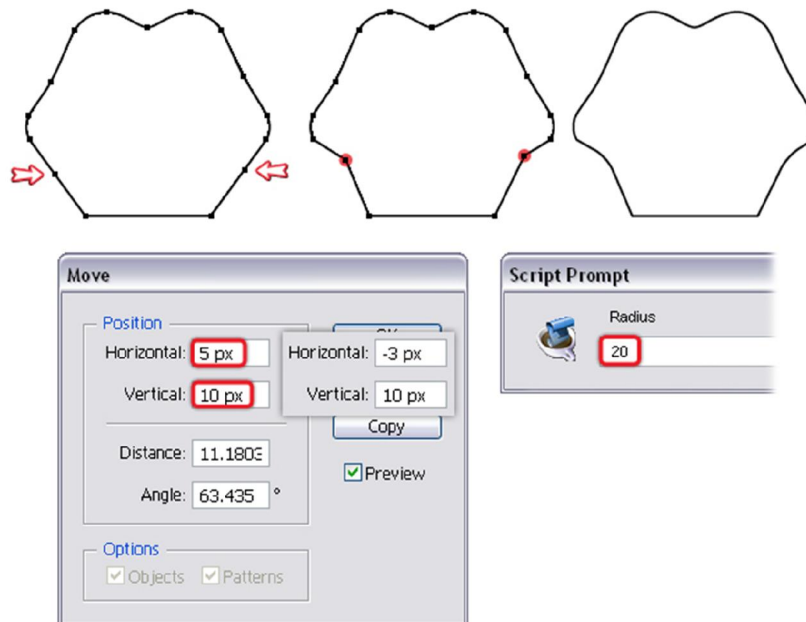 Move
Position
Horizontal: 5 px
Vertical: 10 px
Horizontal: -3 px
Vertical: 10 px
Distance: 11.1803
Angle: 63.435 °
Copy
Preview
Options
Objects Patterns
Script Prompt
Radius
20